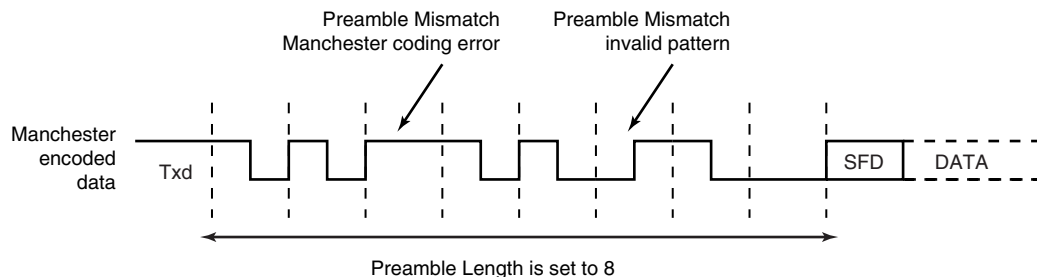 Preamble Mismatch
Manchester coding error
Preamble Mismatch
invalid pattern
Manchester
encoded
data
Txd
SFD
DATA
Preamble Length is set to 8